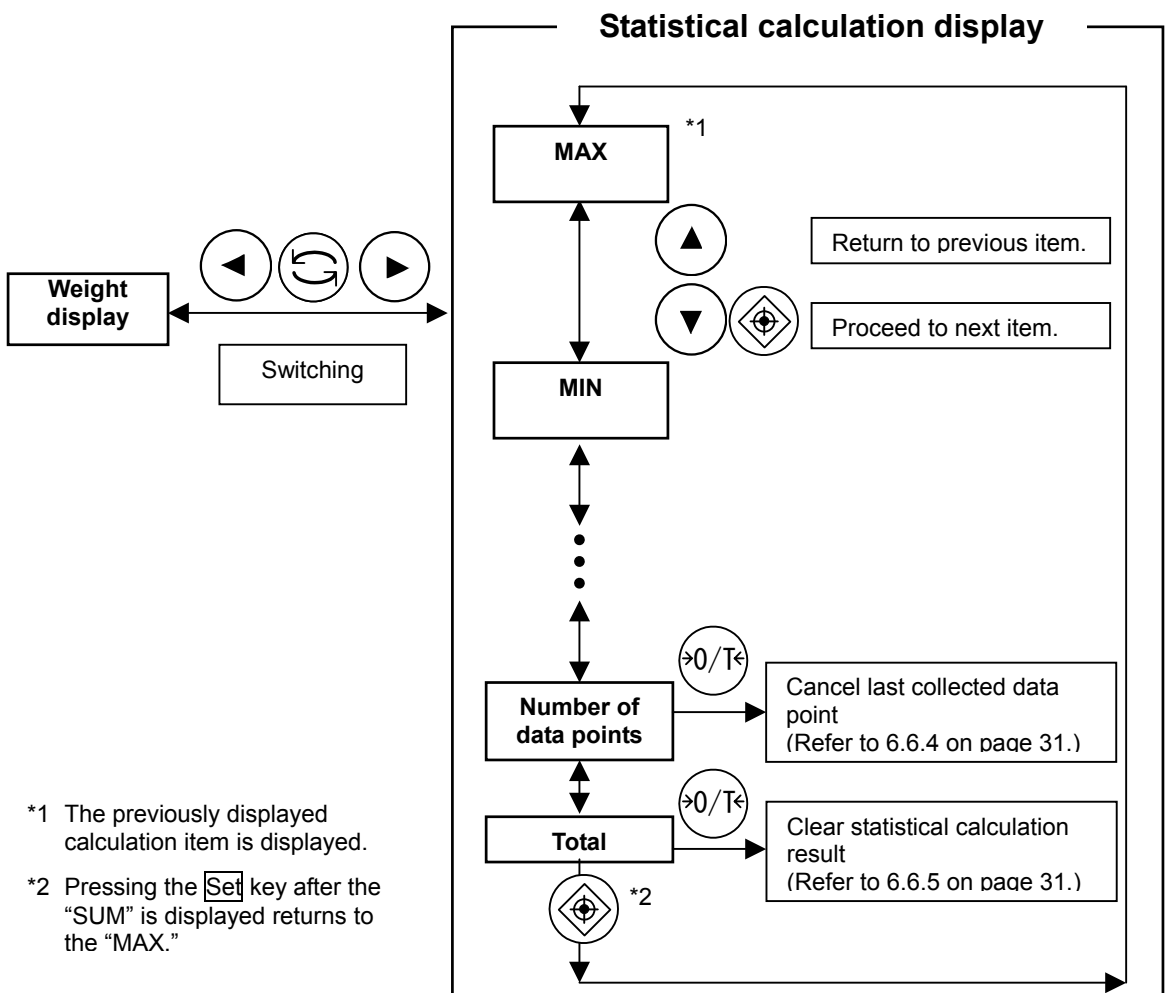 Statistical calculation display
MAX
*1
Return to previous item.
Proceed to next item.
Weight
display
Switching
MIN
→0/T←
Number of
data points
Cancel last collected data
point
(Refer to 6.6.4 on page 31.)
→0/T←
Total
Clear statistical calculation
result
(Refer to 6.6.5 on page 31.)
*2
*1 The previously displayed
calculation item is displayed.
*2 Pressing the Set key after the
“SUM” is displayed returns to
the “MAX.”